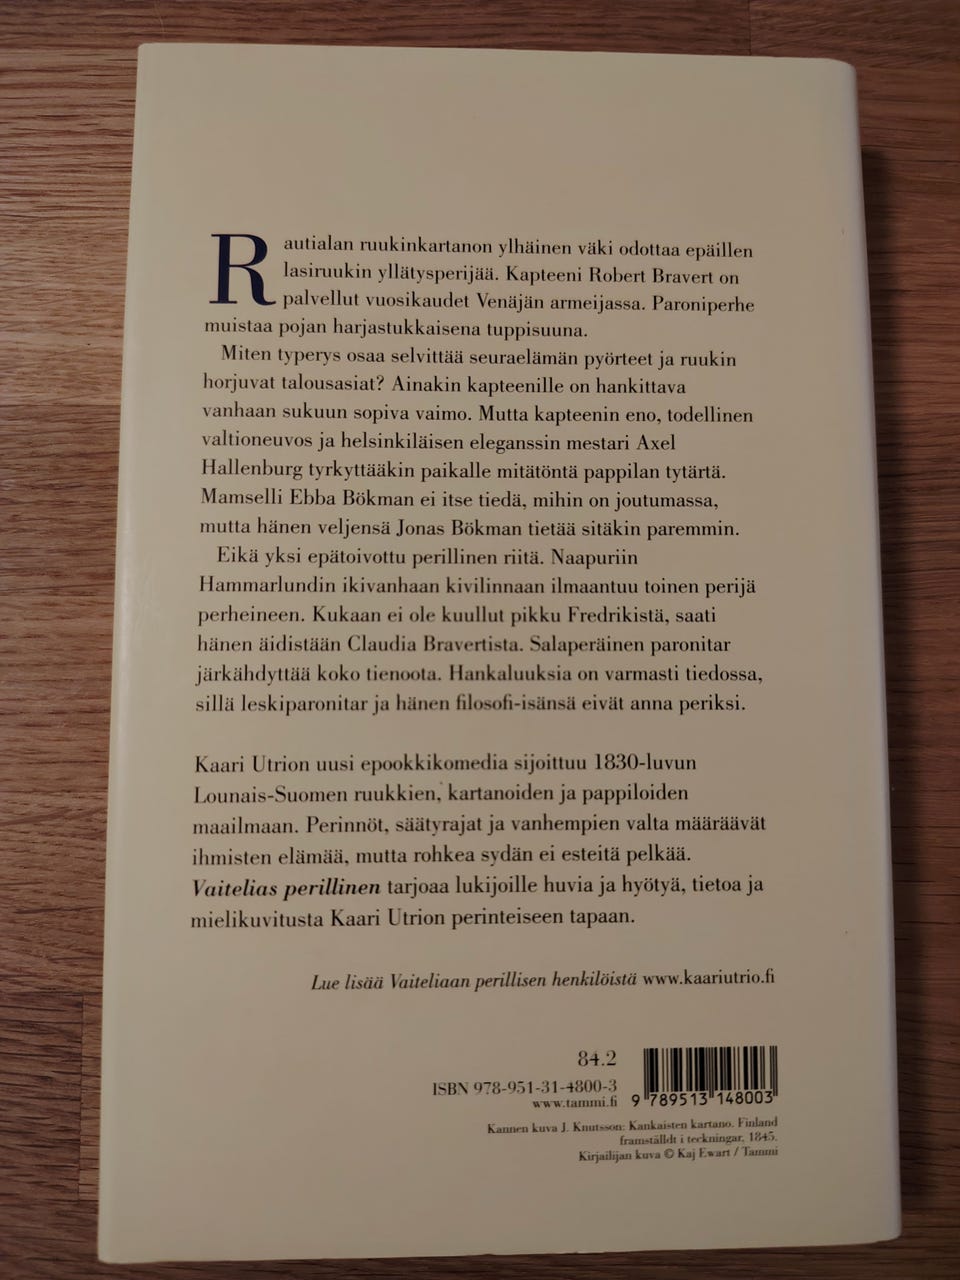 Rautialan ruukinkartanon ylhäinen väki odottaa epäillen
lasiruukin yllätysperijää. Kapteeni Robert Bravert on
palvellut vuosikaudet Venäjän armeijassa. Paroniperhe
muistaa pojan harjastukkaisena tuppisuuna.
Miten typerys osaa selvittää seuraelämän pyörteet ja ruukin
horjuvat talousasiat? Ainakin kapteenille on hankittava
vanhaan sukuun sopiva vaimo. Mutta kapteenin eno, todellinen
valtioneuvos ja helsinkiläisen eleganssin mestari Axel
Hallenburg tyrkyttääkin paikalle mitätöntä pappilan tytärtä.
Mamselli Ebba Bökman ei itse tiedä, mihin on joutumassa,
mutta hänen veljensä Jonas Bökman tietää sitäkin paremmin.
Eikä yksi epätoivottu perillinen riitä. Naapuriin
Hammarlundin ikivanhaan kivilinnaan ilmaantuu toinen perijä
perheineen. Kukaan ei ole kuullut pikku Fredrikistä, saati
hänen äidistään Claudia Bravertista. Salaperäinen paronitar
järkähdyttää koko tienoota. Hankaluuksia on varmasti tiedossa,
sillä leskiparonitar ja hänen filosofi-isänsä eivät anna periksi.
Kaari Utrion uusi epookkikomedia sijoittuu 1830-luvun
Lounais-Suomen ruukkien, kartanoiden ja pappiloiden
maailmaan. Perinnöt, säätyrajat ja vanhempien valta määräävät
ihmisten elämää, mutta rohkea sydän ei esteitä pelkää.
Vaitelias perillinen tarjoaa lukijoille huvia ja hyötyä, tietoa ja
mielikuvitusta Kaari Utrion perinteiseen tapaan.
Lue lisää Vaiteliaan perillisen henkilöistä www.kaariutrio.fi
84.2
ISBN 978-951-31-4800-3
www.tammi.fi
9 789513 148003
Kannen kuva J. Knutsson: Kankaisten kartano. Finland
framställdt i teckningar, 1845.
Kirjailijan kuva © Kaj Ewart / Tammi